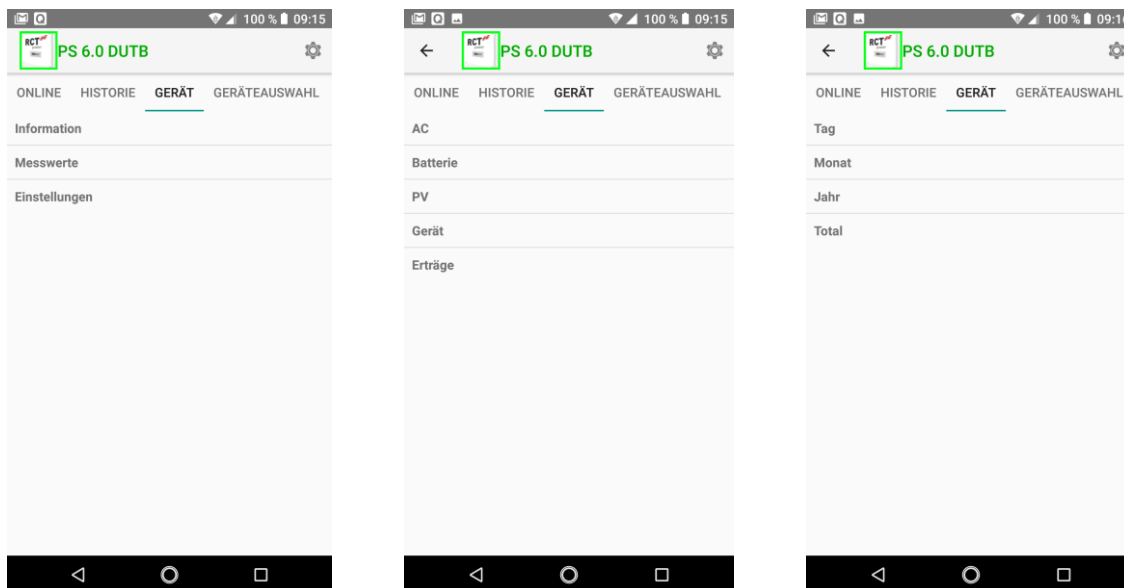 100 % 09:15
RCT
PS 6.0 DUTB
ONLINE HISTORIE GERÄT GERÄTEAUSWAHL
Information
Messwerte
Einstellungen
100 % 09:15
RCT
PS 6.0 DUTB
ONLINE HISTORIE GERÄT GERÄTEAUSWAHL
AC
Batterie
PV
Gerät
Erträge
100 %
RCT
PS 6.0 DUTB
ONLINE HISTORIE GERÄT GERÄTEAUSWAHL
Tag
Monat
Jahr
Total